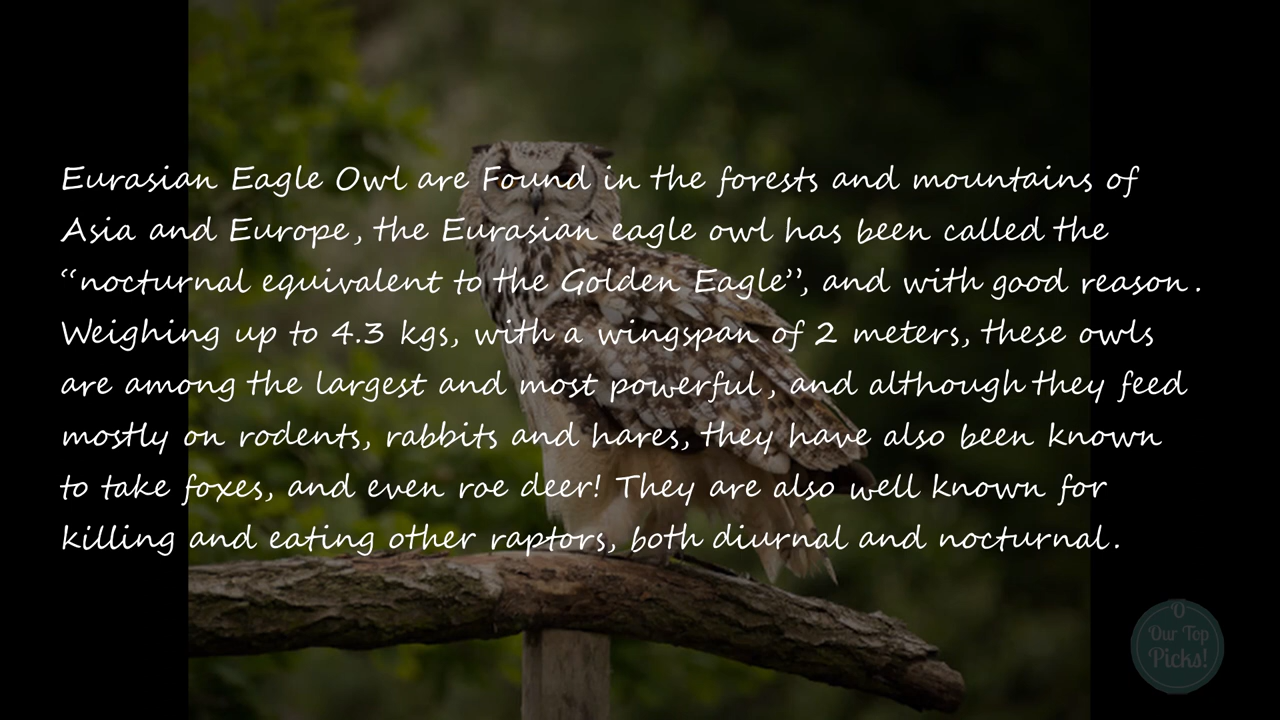 Eurasian Eagle Owl are Found in the forests and mountains of
Asia and Europe, the Eurasian eagle owl has been called the
“nocturnal equivalent to the Golden Eagle”, and with good reason.
Weighing up to 4.3 kgs, with a wingspan of 2 meters, these owls
are among the largest and most powerful, and although they feed
mostly on rodents, rabbits and hares, they have also been known
to take foxes, and even roe deer! They are also well known for
killing and eating other raptors, both diurnal and nocturnal.
Our Top
Picks!